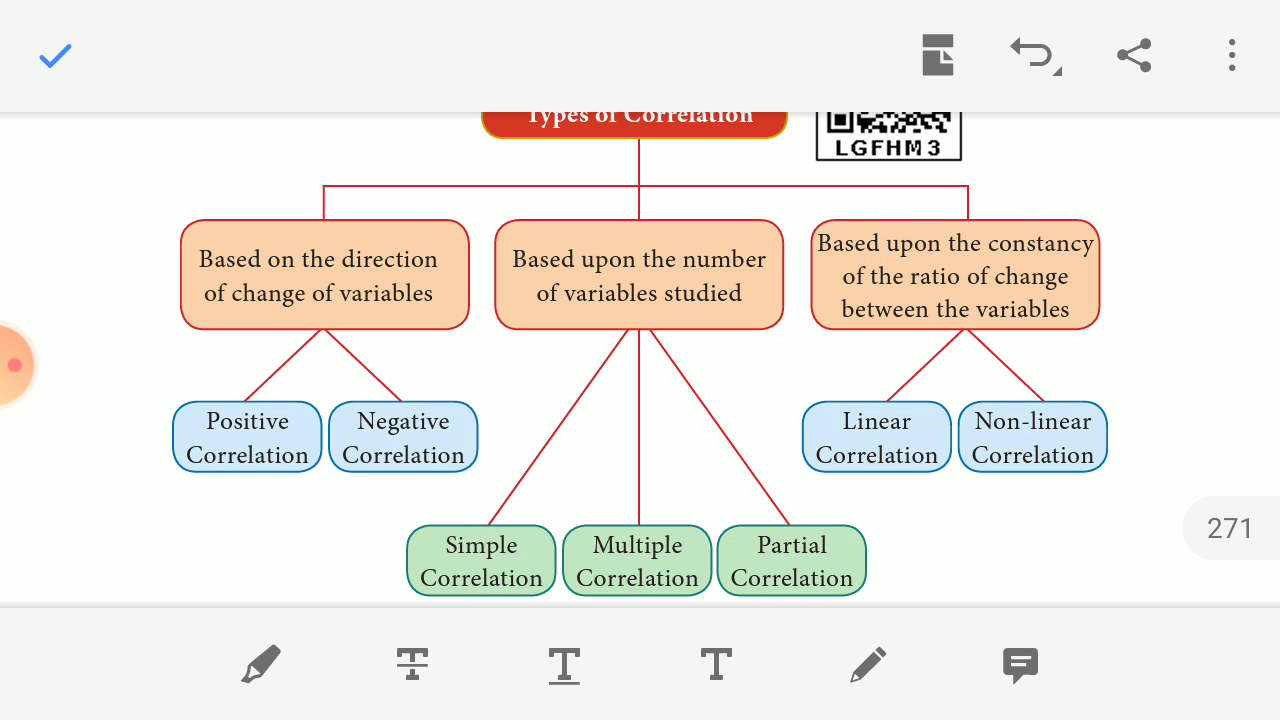 Types of Correlation
LGFHM3
Based on the direction
of change of variables
Based upon the number
of variables studied
Based upon the constancy
of the ratio of change
between the variables
Positive
Correlation
Negative
Correlation
Linear
Correlation
Non-linear
Correlation
271
Simple
Correlation
Multiple
Correlation
Partial
Correlation